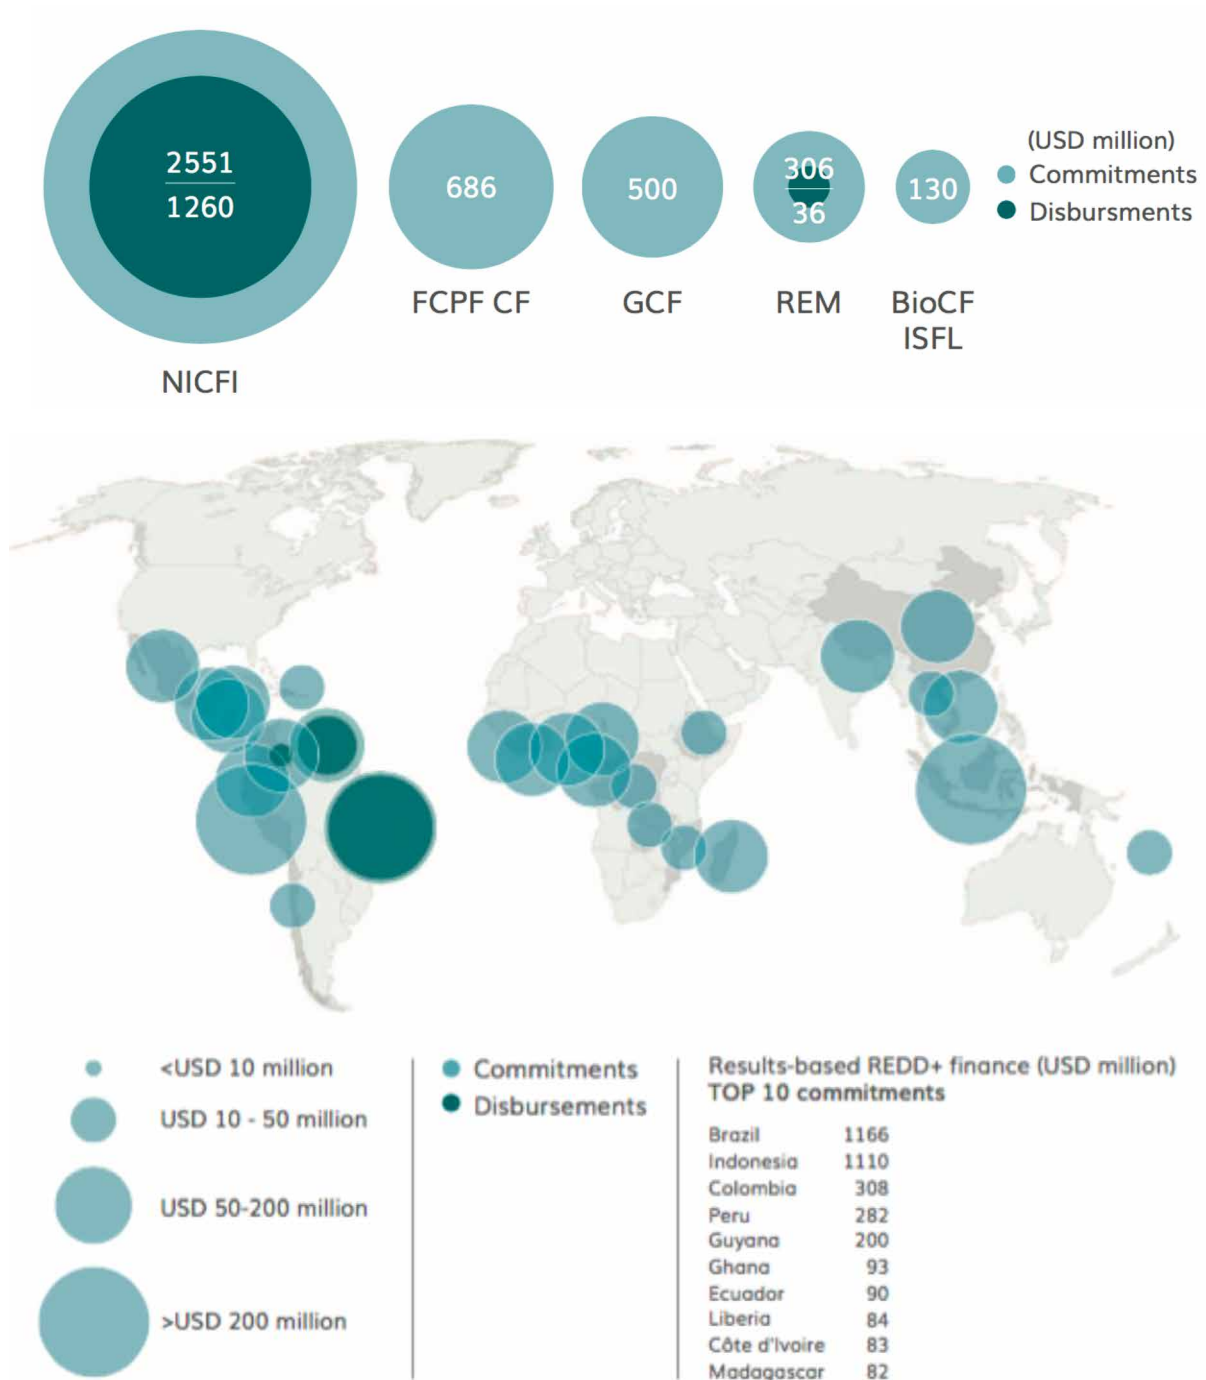 2551
1260
NICFI
686
FCPF CF
500
GCF
306
36
REM
130
BioCF
ISFL
(USD million)
Commitments
Disbursments
<USD 10 million
USD 10 - 50 million
USD 50-200 million
>USD 200 million
Commitments
Disbursements
Results-based REDD+ finance (USD million)
TOP 10 commitments
Brazil 1166
Indonesia 1110
Colombia 308
Peru 282
Guyana 200
Ghana 93
Ecuador 90
Liberia 84
Côte d'Ivoire 83
Madagascar 82